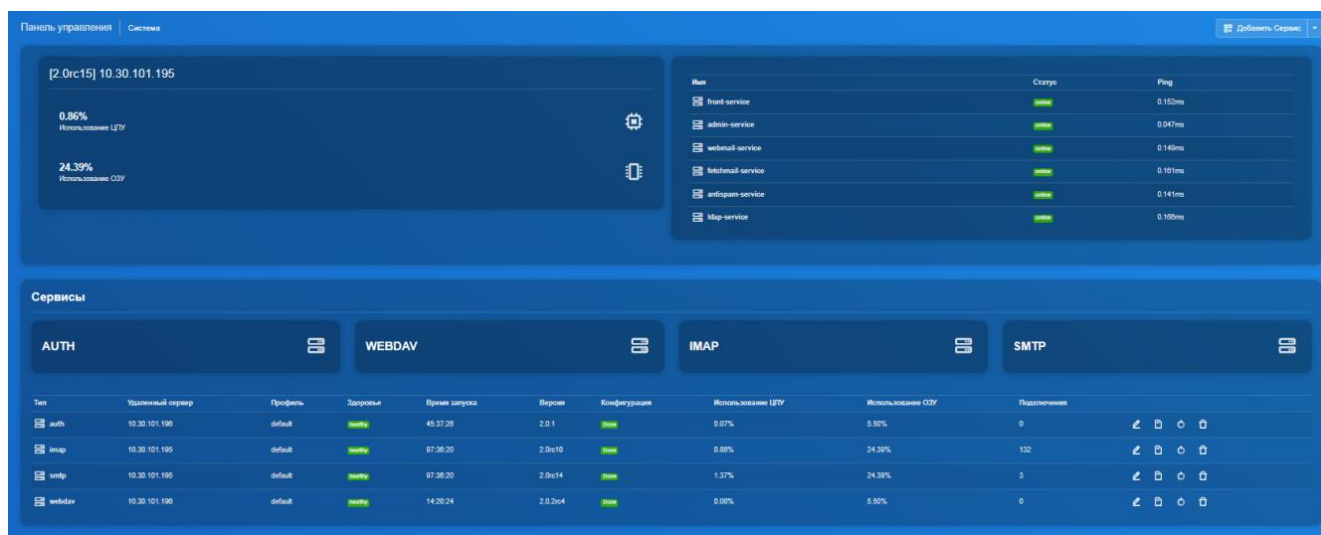 Панель управления Система Добавить Сервис
[2.0rc15] 10.30.101.195
0.86%
Использование ЦПУ
24.39%
Использование ОЗУ
Имя Статус Ping
front-service online 0.152ms
admin-service online 0.047ms
webmail-service online 0.149ms
fetchmail-service online 0.161ms
antispam-service online 0.141ms
ldap-service online 0.166ms
Сервисы
AUTH WEBDAV IMAP SMTP
Тип Удаленный сервер Профиль Здоровье Время запуска Версия Конфигурация Использование ЦПУ Использование ОЗУ Подключения
auth 10.30.101.196 default healthy 45:37:26 2.0.1 Done 0.07% 5.50% 0
imap 10.30.101.195 default healthy 97:36:20 2.0rc10 Done 0.88% 24.39% 132
smtp 10.30.101.195 default healthy 97:36:20 2.0rc14 Done 1.37% 24.39% 3
webdav 10.30.101.196 default healthy 14:20:24 2.0.2rc4 Done 0.08% 5.50% 0